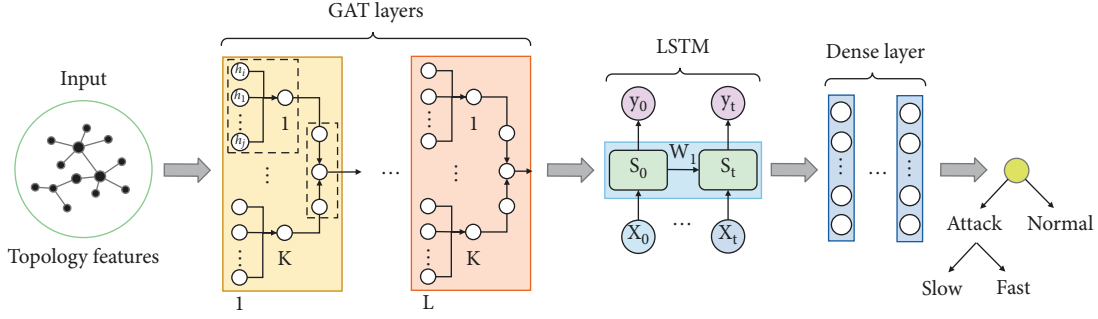 Input
Topology features
GAT layers
h_i
h_1
h_j
1
K
1
1
K
L
LSTM
y_0
y_t
W_1
S_0
S_t
X_0
X_t
Dense layer
Attack
Normal
Slow
Fast